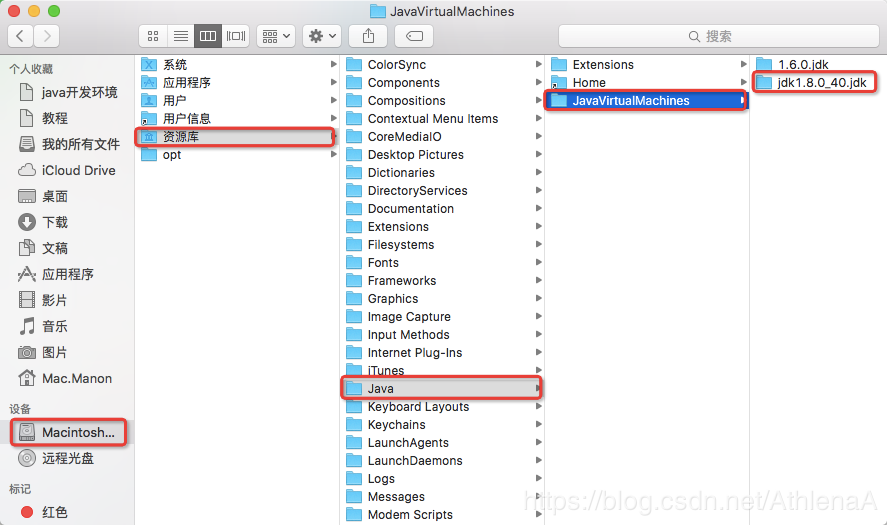 JavaVirtualMachines
搜索
个人收藏
java开发环境
教程
我的所有文件
iCloud Drive
桌面
下载
文稿
应用程序
影片
音乐
图片
Mac.Manon
设备
Macintosh...
远程光盘
标记
红色
系统
应用程序
用户
用户信息
资源库
opt
ColorSync
Components
Compositions
Contextual Menu Items
CoreMediaIO
Desktop Pictures
Dictionaries
DirectoryServices
Documentation
Extensions
Filesystems
Fonts
Frameworks
Graphics
Image Capture
Input Methods
Internet Plug-Ins
iTunes
Java
Keyboard Layouts
Keychains
LaunchAgents
LaunchDaemons
Logs
Messages
Modem Scripts
Extensions
Home
JavaVirtualMachines
1.6.0.jdk
jdk1.8.0_40.jdk
https://blog.csdn.net/AthlenaA